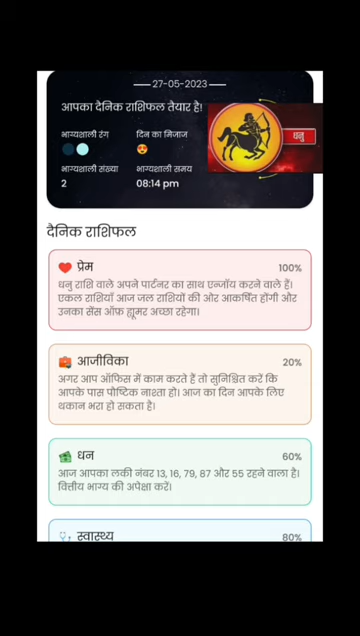 27-05-2023
आपका दैनिक राशिफल तैयार है!
भाग्यशाली रंग
दिन का मिजाज
धनु
भाग्यशाली संख्या
भाग्यशाली समय
2
08:14 pm
दैनिक राशिफल
प्रेम
100%
धनु राशि वाले अपने पार्टनर का साथ एन्जॉय करने वाले हैं।
एकल राशियाँ आज जल राशियों की ओर आकर्षित होंगी और
उनका सेंस ऑफ़ ह्यूमर अच्छा रहेगा।
आजीविका
20%
अगर आप ऑफिस में काम करते हैं तो सुनिश्चित करें कि
आपके पास पौष्टिक नाश्ता हो। आज का दिन आपके लिए
थकान भरा हो सकता है।
धन
60%
आज आपका लकी नंबर 13, 16, 79, 87 और 55 रहने वाला है।
वित्तीय भाग्य की अपेक्षा करें।
स्वास्थ्य
80%